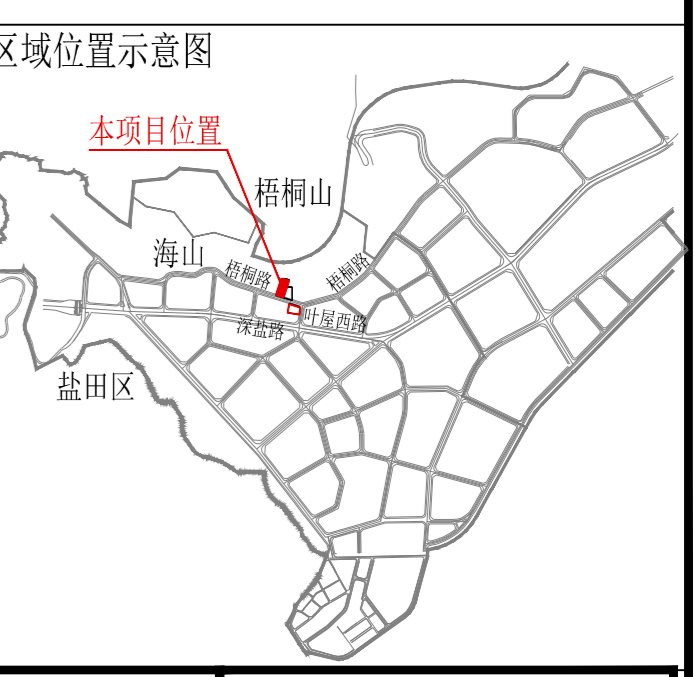 区域位置示意图
本项目位置
梧桐山
海山
梧桐路
梧桐路
叶屋西路
深盐路
盐田区